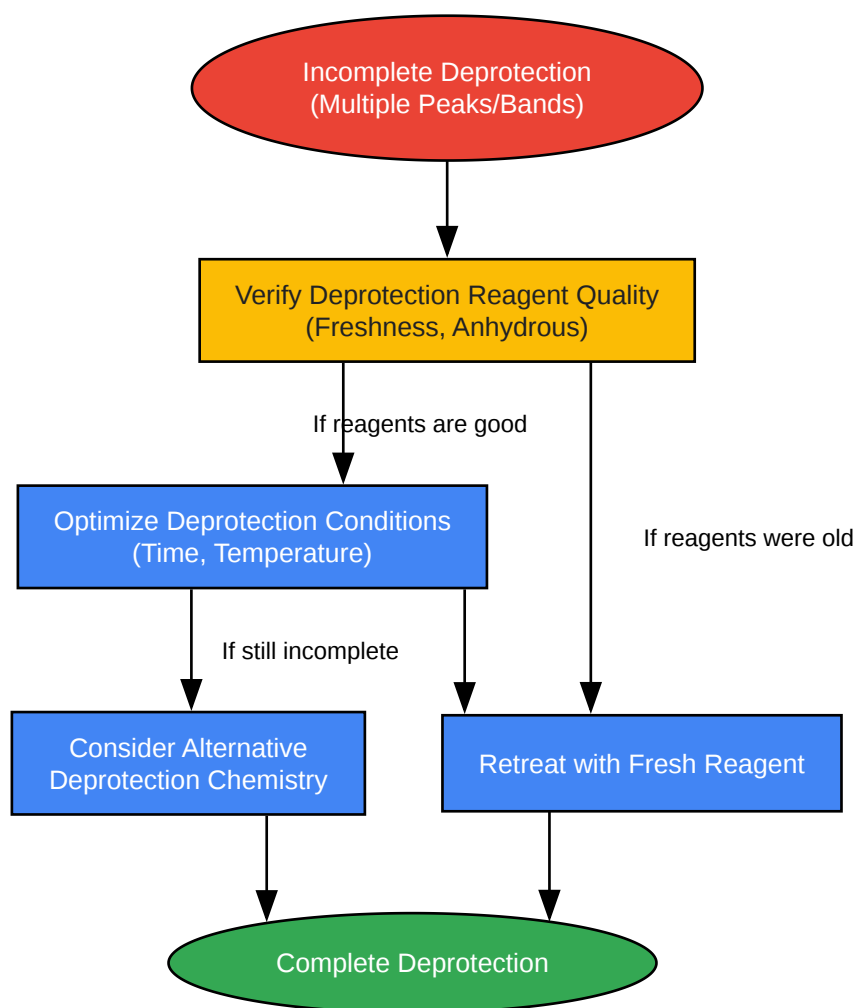 Incomplete Deprotection
(Multiple Peaks/Bands)
Verify Deprotection Reagent Quality
(Freshness, Anhydrous)
If reagents are good
Optimize Deprotection Conditions
(Time, Temperature)
If reagents were old
If still incomplete
Consider Alternative
Deprotection Chemistry
Retreat with Fresh Reagent
Complete Deprotection